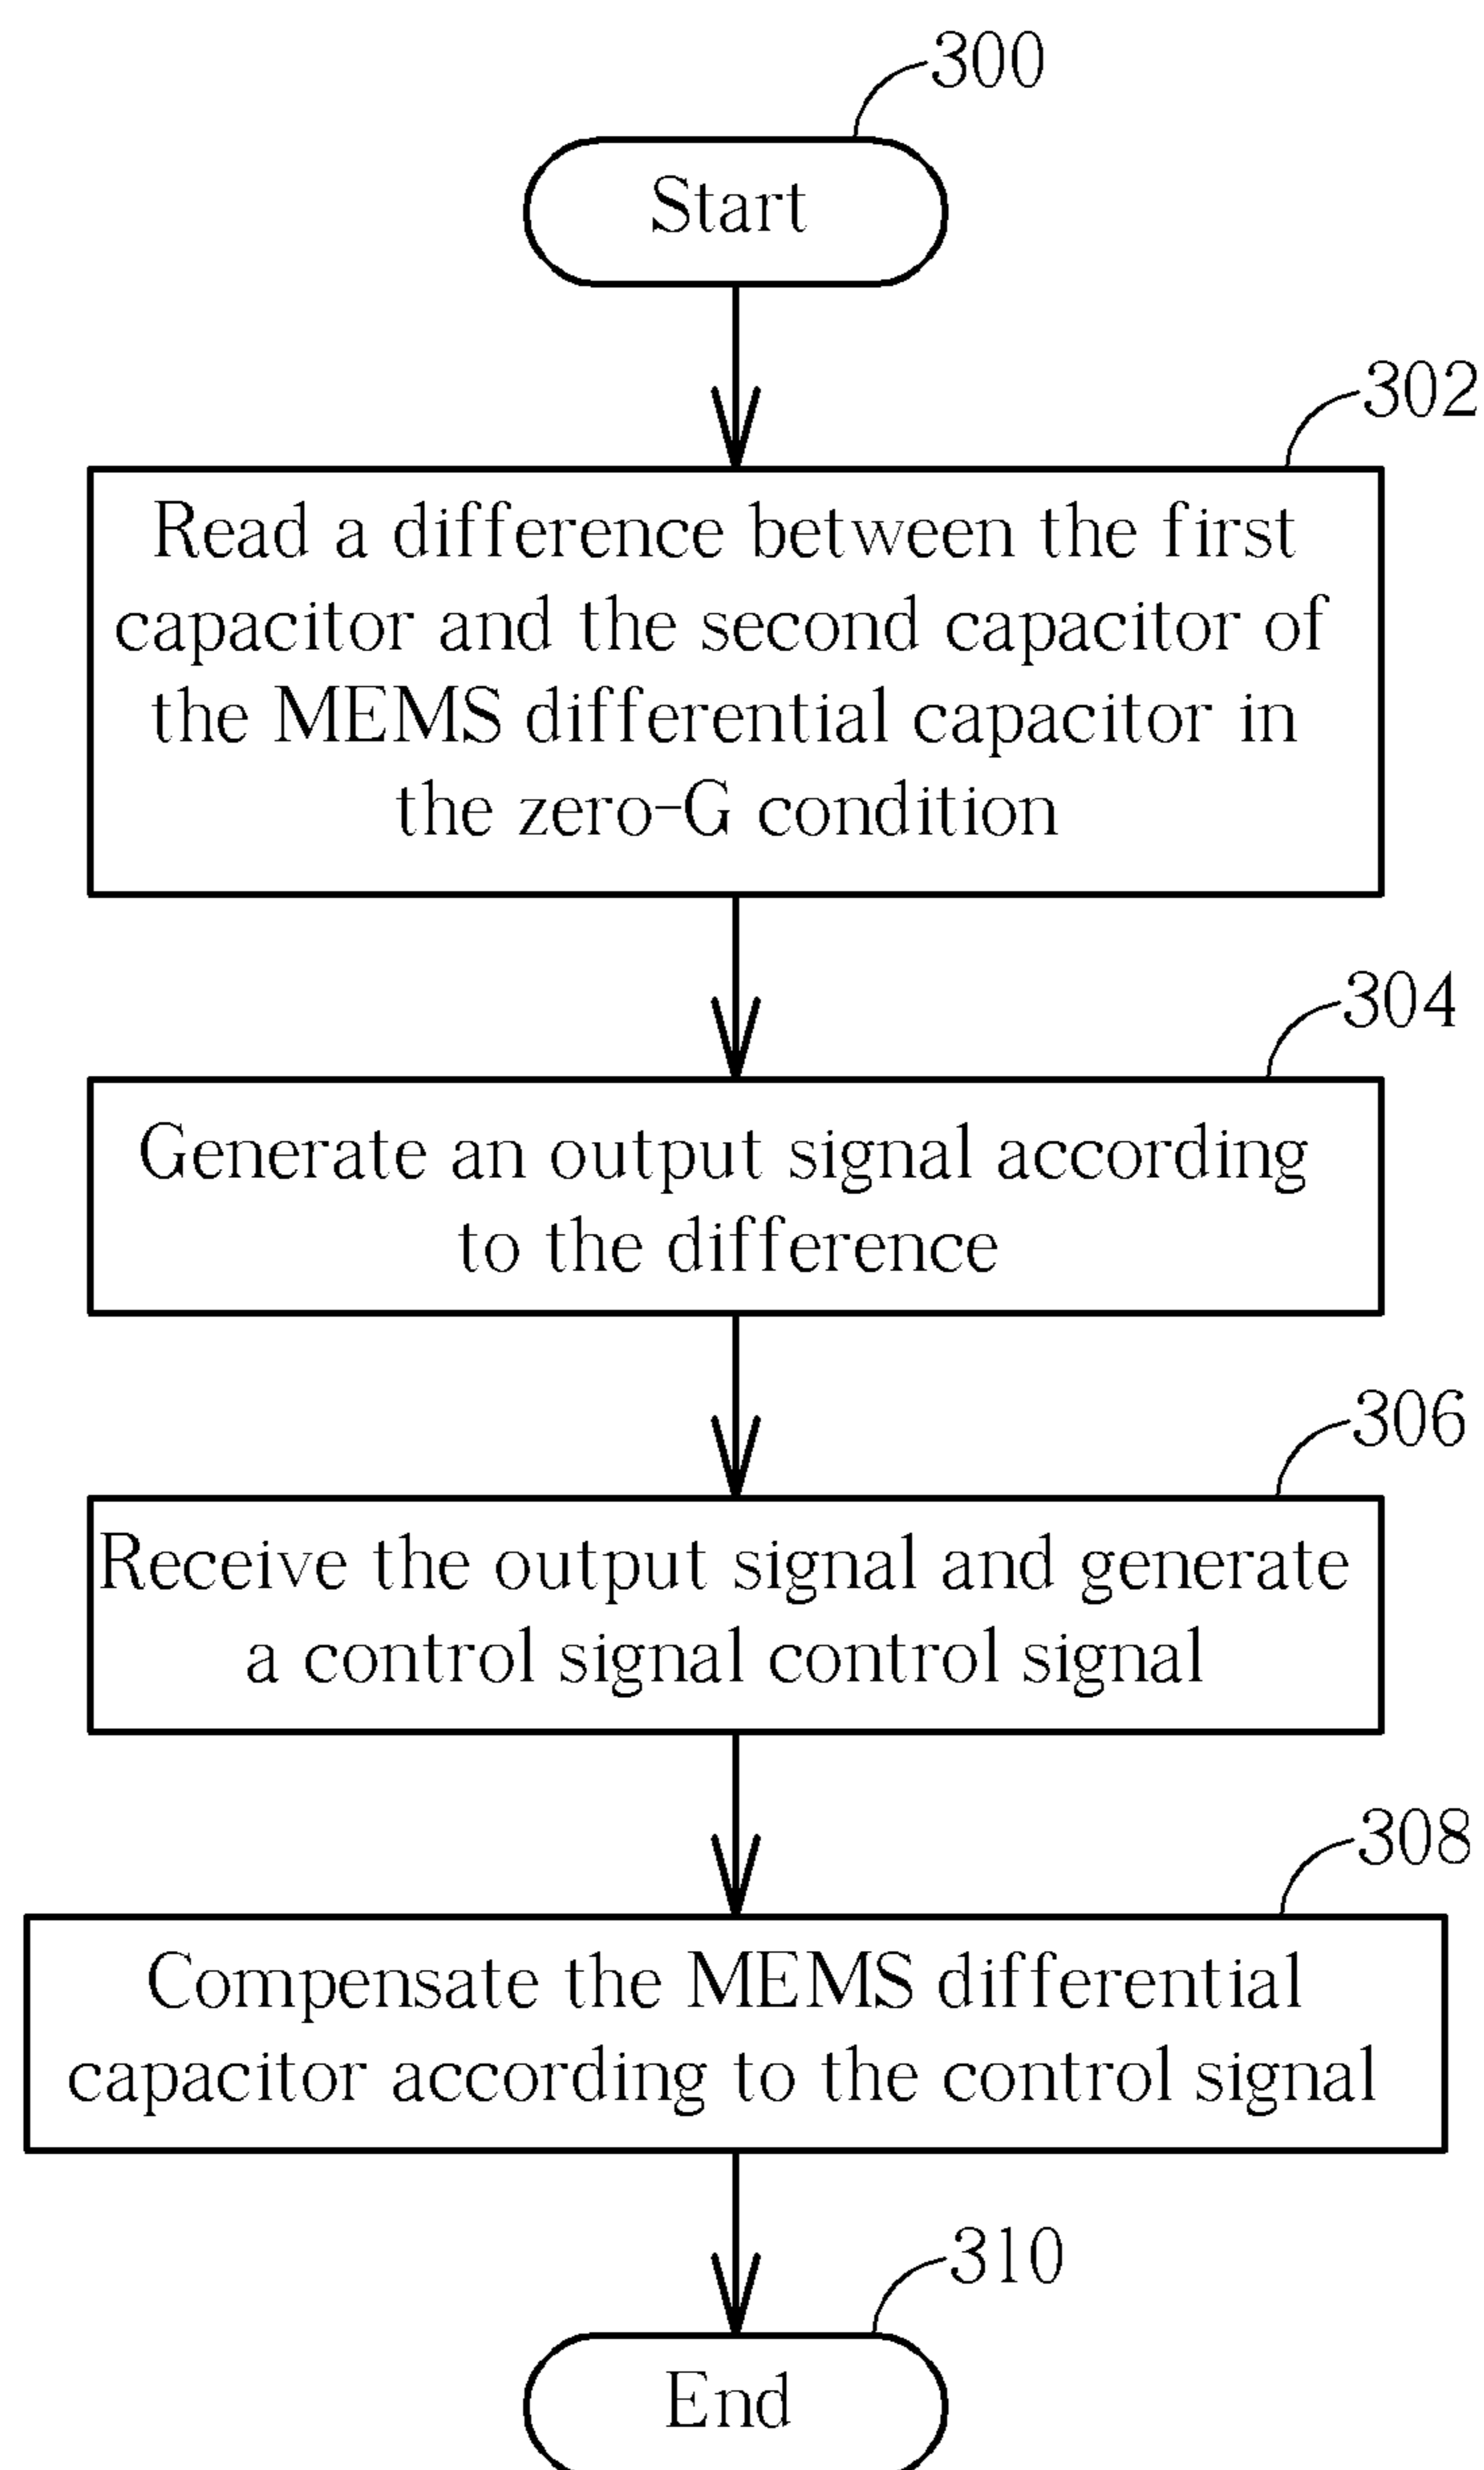 300
Start
302
Read a difference between the first
capacitor and the second capacitor of
the MEMS differential capacitor in
the zero-G condition
304
Generate an output signal according
to the difference
306
Receive the output signal and generate
a control signal control signal
308
Compensate the MEMS differential
capacitor according to the control signal
310
End